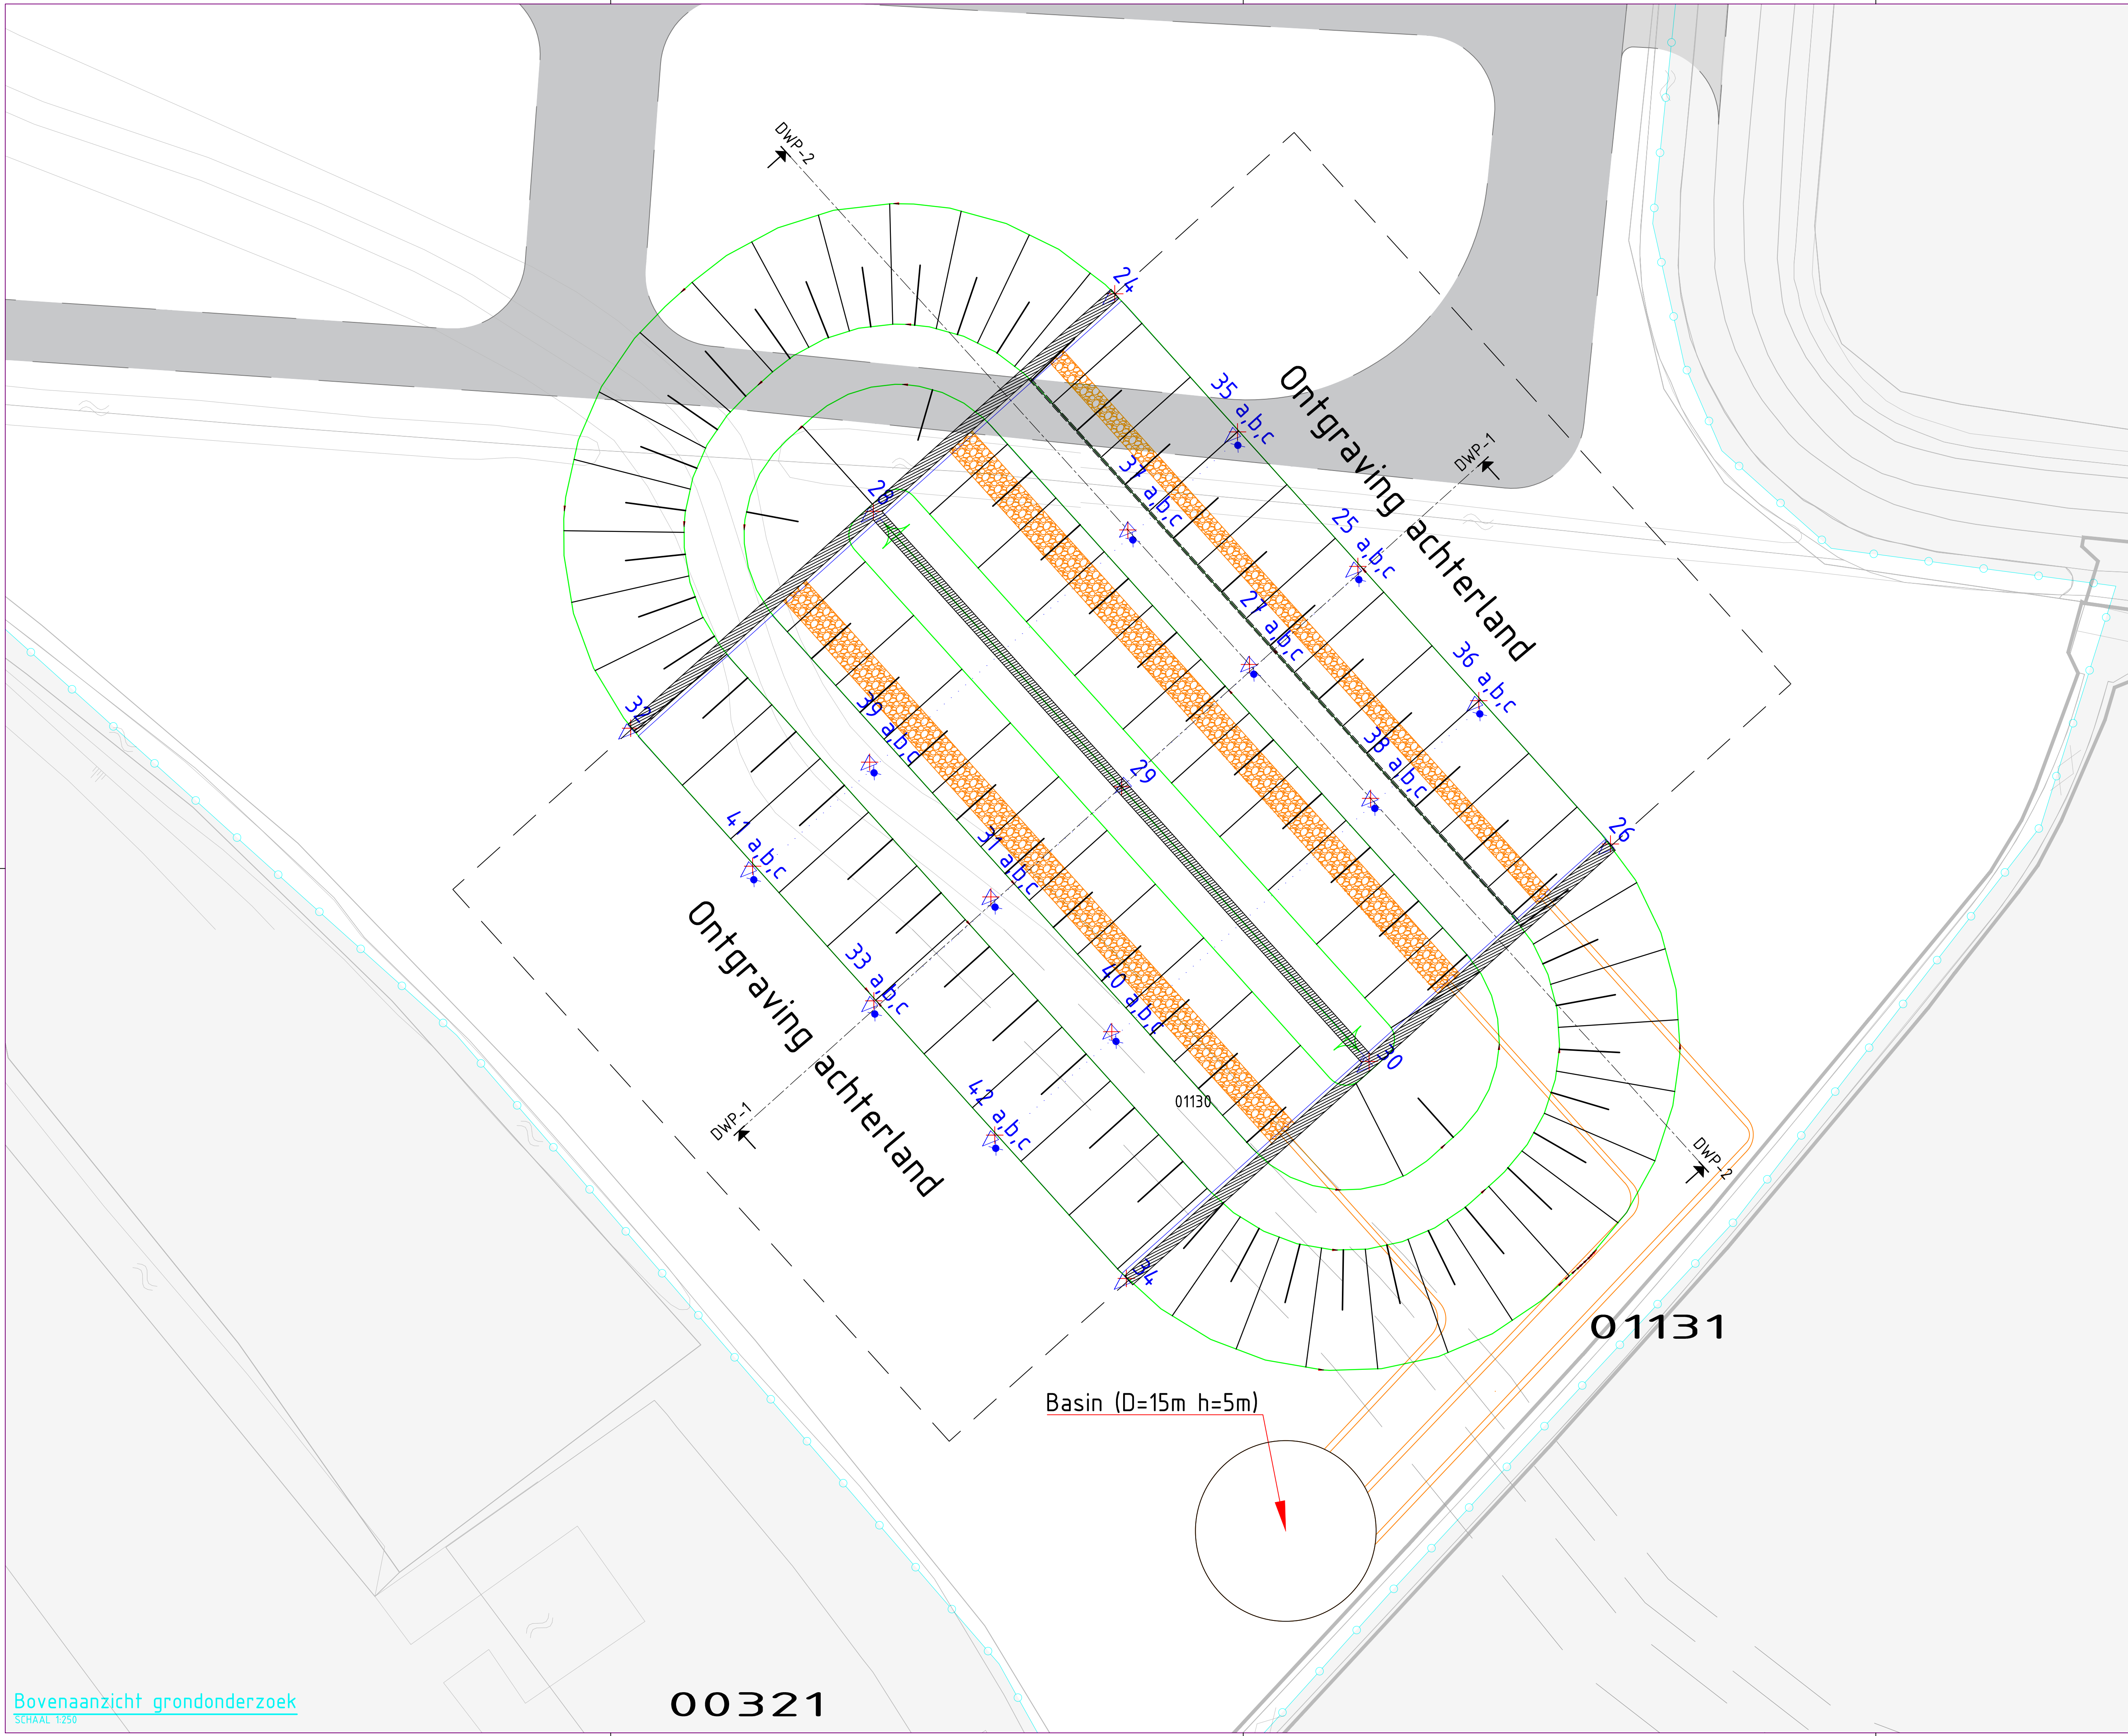 DWP-2
24
Ontgraving achterland
35 a,b,c
DWP-1
37 a,b,c
28
25 a,b,c
27 a,b,c
36 a,b,c
32
39 a,b,c
38 a,b,c
29
26
41 a,b,c
31 a,b,c
Ontgraving achterland
33 a,b,c
40 a,b,c
30
01130
42 a,b,c
DWP-1
DWP-2
34
01131
Basin (D=15m h=5m)
Bovenaanzicht grondonderzoek
SCHAAL 1:250
00321